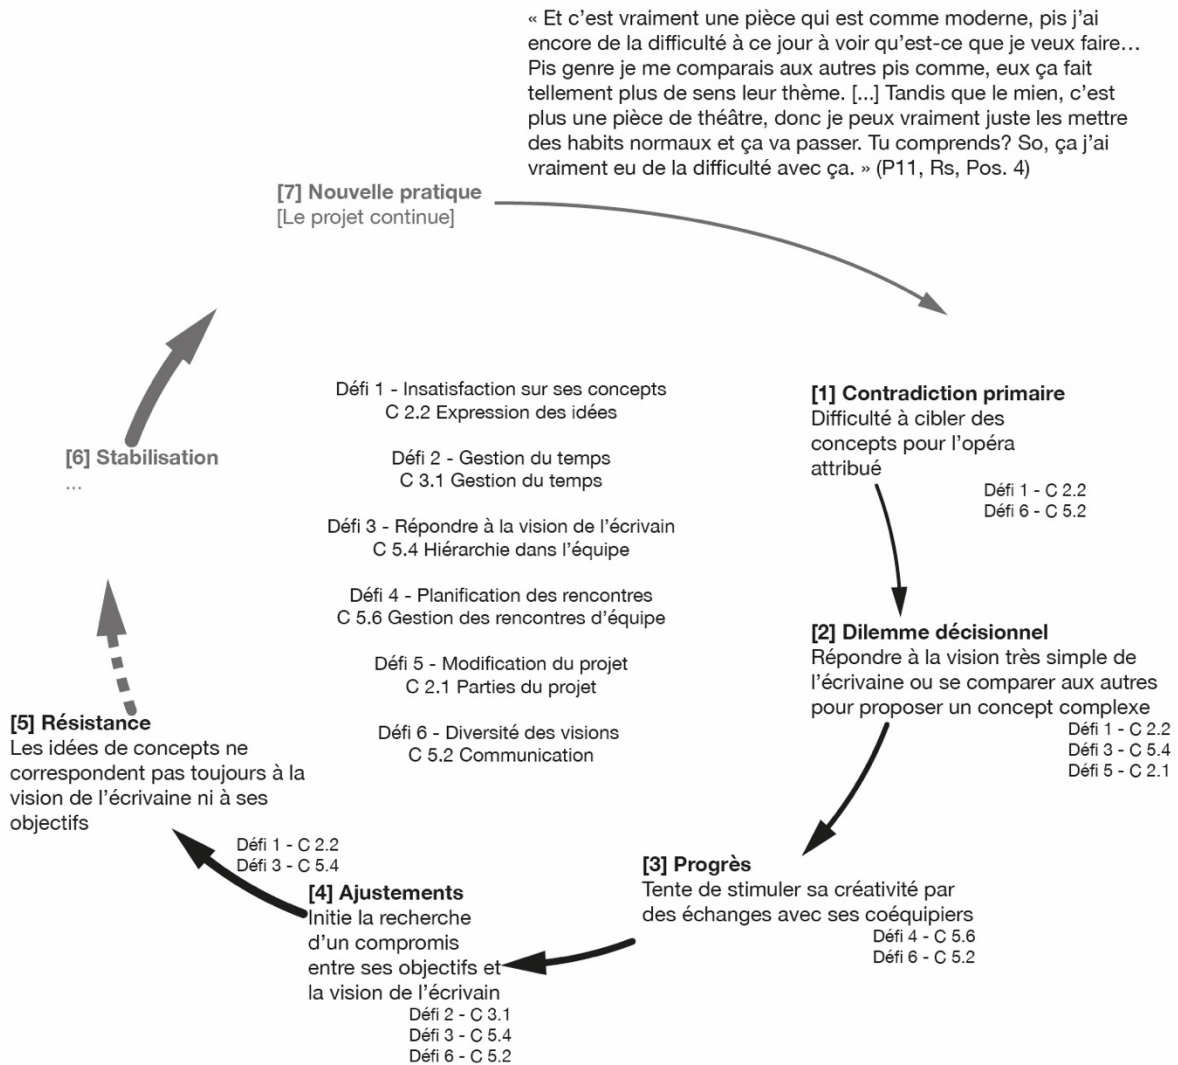 « Et c’est vraiment une pièce qui est comme moderne, pis j’ai
encore de la difficulté à ce jour à voir qu’est-ce que je veux faire…
Pis genre je me comparais aux autres pis comme, eux ça fait
tellement plus de sens leur thème. [...] Tandis que le mien, c’est
plus une pièce de théâtre, donc je peux vraiment juste les mettre
des habits normaux et ça va passer. Tu comprends? So, ça j’ai
vraiment eu de la difficulté avec ça. » (P11, Rs, Pos. 4)
[7] Nouvelle pratique
[Le projet continue]
[1] Contradiction primaire
Difficulté à cibler des
concepts pour l’opéra
attribué
Défi 1 - C 2.2
Défi 6 - C 5.2
[2] Dilemme décisionnel
Répondre à la vision très simple de
l’écrivaine ou se comparer aux autres
pour proposer un concept complexe
Défi 1 - C 2.2
Défi 3 - C 5.4
Défi 5 - C 2.1
[3] Progrès
Tente de stimuler sa créativité par
des échanges avec ses coéquipiers
Défi 4 - C 5.6
Défi 6 - C 5.2
[4] Ajustements
Initie la recherche
d’un compromis
entre ses objectifs et
la vision de l’écrivain
Défi 2 - C 3.1
Défi 3 - C 5.4
Défi 6 - C 5.2
[5] Résistance
Les idées de concepts ne
correspondent pas toujours à la
vision de l’écrivaine ni à ses
objectifs
Défi 1 - C 2.2
Défi 3 - C 5.4
[6] Stabilisation
...
Défi 1 - Insatisfaction sur ses concepts
C 2.2 Expression des idées
Défi 2 - Gestion du temps
C 3.1 Gestion du temps
Défi 3 - Répondre à la vision de l’écrivain
C 5.4 Hiérarchie dans l’équipe
Défi 4 - Planification des rencontres
C 5.6 Gestion des rencontres d’équipe
Défi 5 - Modification du projet
C 2.1 Parties du projet
Défi 6 - Diversité des visions
C 5.2 Communication